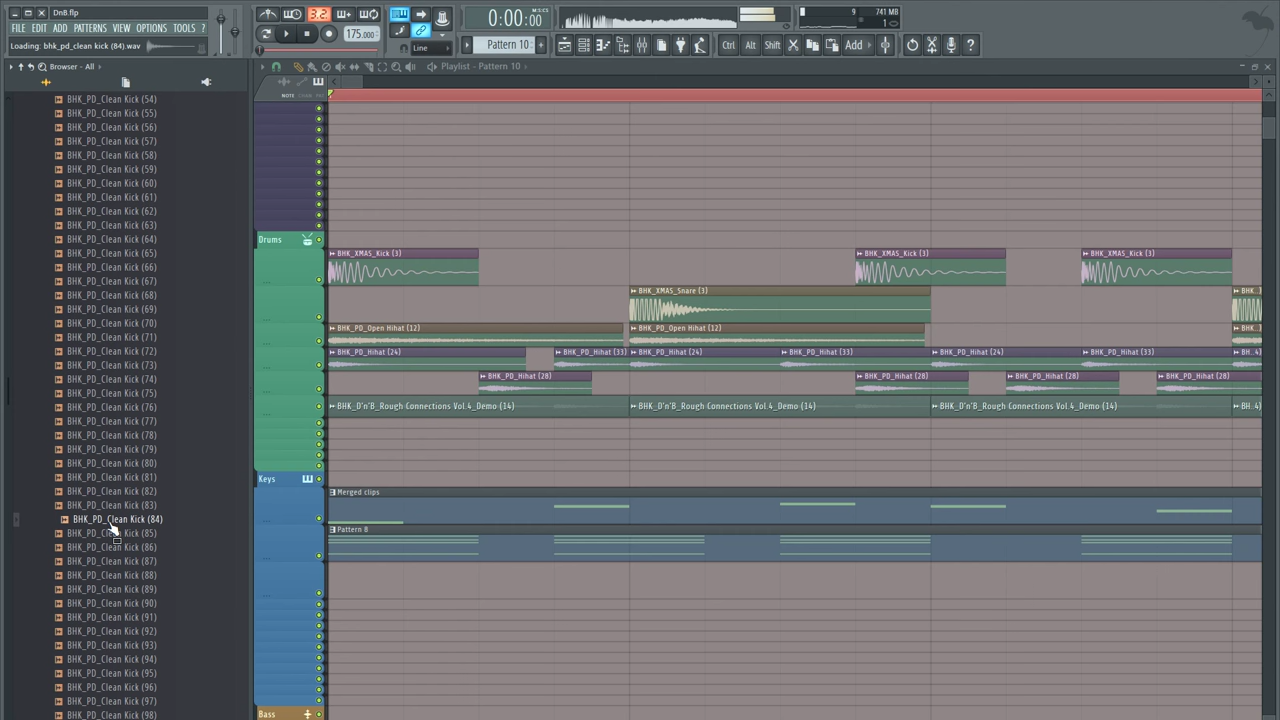 DnB.flp
FILE EDIT ADD PATTERNS VIEW OPTIONS TOOLS ?
Loading: bhk_pd_clean kick (84).wav
3.2
175.000
Line
0:00:00
M:S:CS
Pattern 10
9
741 MB
1
Ctrl Alt Shift Add
Browser - All
Playlist - Pattern 10
NOTE
BHK_PD_Clean Kick (54)
BHK_PD_Clean Kick (55)
BHK_PD_Clean Kick (56)
BHK_PD_Clean Kick (57)
BHK_PD_Clean Kick (58)
BHK_PD_Clean Kick (59)
BHK_PD_Clean Kick (60)
BHK_PD_Clean Kick (61)
BHK_PD_Clean Kick (62)
BHK_PD_Clean Kick (63)
BHK_PD_Clean Kick (64)
BHK_PD_Clean Kick (65)
BHK_PD_Clean Kick (66)
BHK_PD_Clean Kick (67)
BHK_PD_Clean Kick (68)
BHK_PD_Clean Kick (69)
BHK_PD_Clean Kick (70)
BHK_PD_Clean Kick (71)
BHK_PD_Clean Kick (72)
BHK_PD_Clean Kick (73)
BHK_PD_Clean Kick (74)
BHK_PD_Clean Kick (75)
BHK_PD_Clean Kick (76)
BHK_PD_Clean Kick (77)
BHK_PD_Clean Kick (78)
BHK_PD_Clean Kick (79)
BHK_PD_Clean Kick (80)
BHK_PD_Clean Kick (81)
BHK_PD_Clean Kick (82)
BHK_PD_Clean Kick (83)
BHK_PD_Clean Kick (84)
BHK_PD_Clean Kick (85)
BHK_PD_Clean Kick (86)
BHK_PD_Clean Kick (87)
BHK_PD_Clean Kick (88)
BHK_PD_Clean Kick (89)
BHK_PD_Clean Kick (90)
BHK_PD_Clean Kick (91)
BHK_PD_Clean Kick (92)
BHK_PD_Clean Kick (93)
BHK_PD_Clean Kick (94)
BHK_PD_Clean Kick (95)
BHK_PD_Clean Kick (96)
BHK_PD_Clean Kick (97)
BHK_PD_Clean Kick (98)
Drums
BHK_XMAS_Kick (3) BHK_XMAS_Kick (3) BHK_XMAS_Kick (3)
BHK_XMAS_Snare (3) BHK..
BHK_PD_Open Hihat (12) BHK_PD_Open Hihat (12)
BHK_PD_Hihat (24) BHK_PD_Hihat (33) BHK_PD_Hihat (24) BHK_PD_Hihat (33) BHK_PD_Hihat (24) BHK_PD_Hihat (33) BH..4)
BHK_PD_Hihat (28) BHK_PD_Hihat (28) BHK_PD_Hihat (28) BHK_PD_Hihat (28)
BHK_D'n'B_Rough Connections Vol.4_Demo (14) BHK_D'n'B_Rough Connections Vol.4_Demo (14) BHK_D'n'B_Rough Connections Vol.4_Demo (14) BH..4)
Keys
Merged clips
Pattern 8
Bass